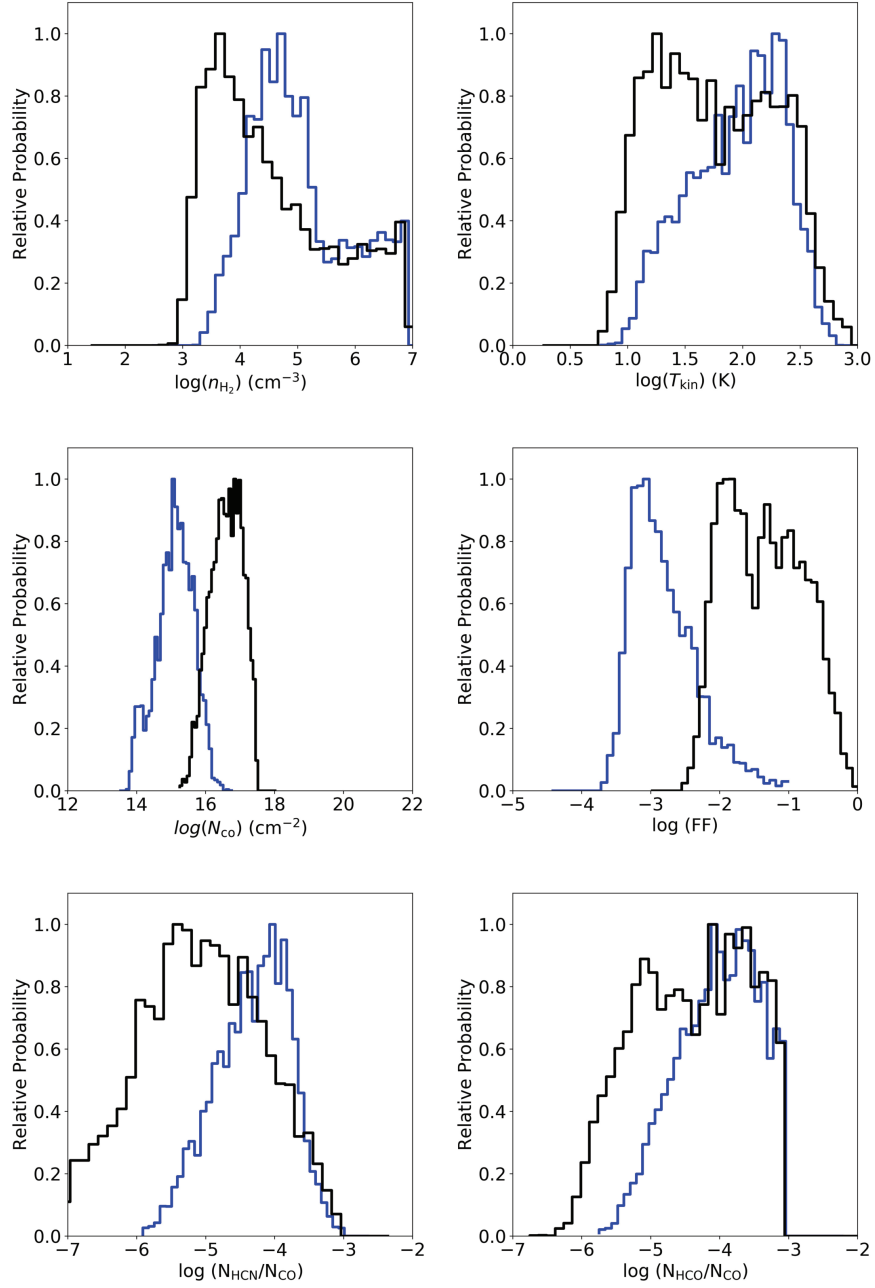 Relative Probability
1.0
0.8
0.6
0.4
0.2
0.0
1 2 3 4 5 6 7
log(n_H₂) (cm⁻³)
Relative Probability
1.0
0.8
0.6
0.4
0.2
0.0
0.0 0.5 1.0 1.5 2.0 2.5 3.0
log(T_kin) (K)
Relative Probability
1.0
0.8
0.6
0.4
0.2
0.0
12 14 16 18 20 22
log(N_co) (cm⁻²)
Relative Probability
1.0
0.8
0.6
0.4
0.2
0.0
−5 −4 −3 −2 −1 0
log (FF)
Relative Probability
1.0
0.8
0.6
0.4
0.2
0.0
−7 −6 −5 −4 −3 −2
log (N_HCN/N_CO)
Relative Probability
1.0
0.8
0.6
0.4
0.2
0.0
−7 −6 −5 −4 −3 −2
log (N_HCO/N_CO)